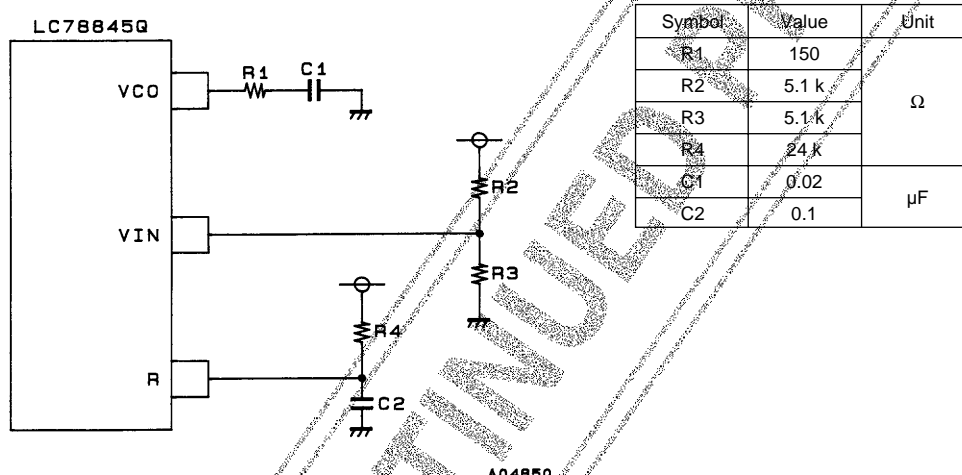 LC78845Q
VCO
R1
C1
VIN
R2
R3
R
R4
C2
A04850
Symbol Value Unit
R1 150 Ω
R2 5.1 k
R3 5.1 k
R4 24 k
C1 0.02 µF
C2 0.1
TINUED P